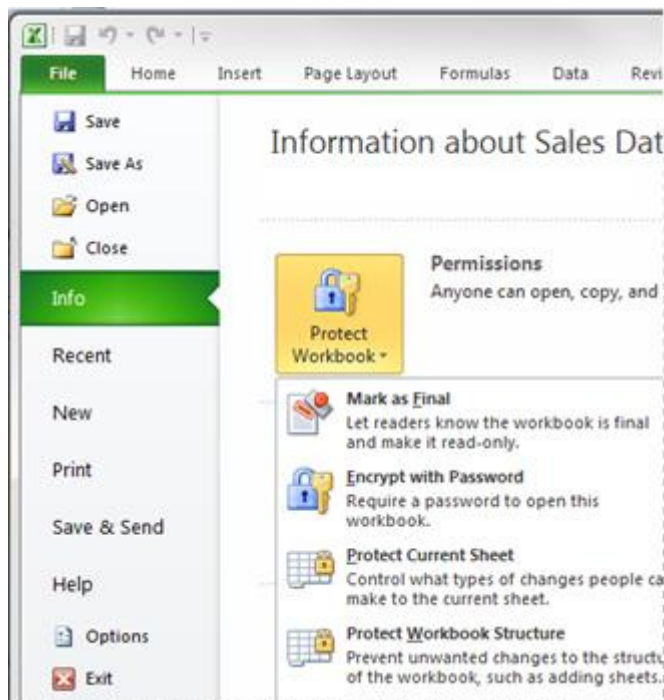 File Home Insert Page Layout Formulas Data Revi
Save
Save As
Open
Close
Info
Recent
New
Print
Save & Send
Help
Options
Exit
Information about Sales Dat
Protect
Workbook
Permissions
Anyone can open, copy, and
Mark as Final
Let readers know the workbook is final
and make it read-only.
Encrypt with Password
Require a password to open this
workbook.
Protect Current Sheet
Control what types of changes people ca
make to the current sheet.
Protect Workbook Structure
Prevent unwanted changes to the structu
of the workbook, such as adding sheets.